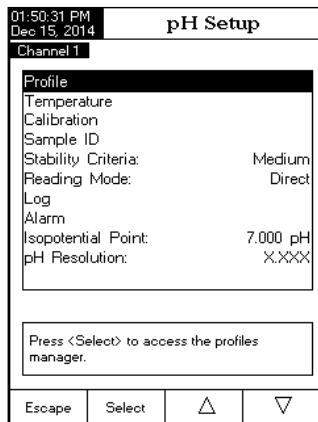 01:50:31 PM
Dec 15, 2014
pH Setup
Channel 1
Profile
Temperature
Calibration
Sample ID
Stability Criteria: Medium
Reading Mode: Direct
Log
Alarm
Isopotential Point: 7.000 pH
pH Resolution: X.XXX
Press <Select> to access the profiles
manager.
Escape Select △ ▽